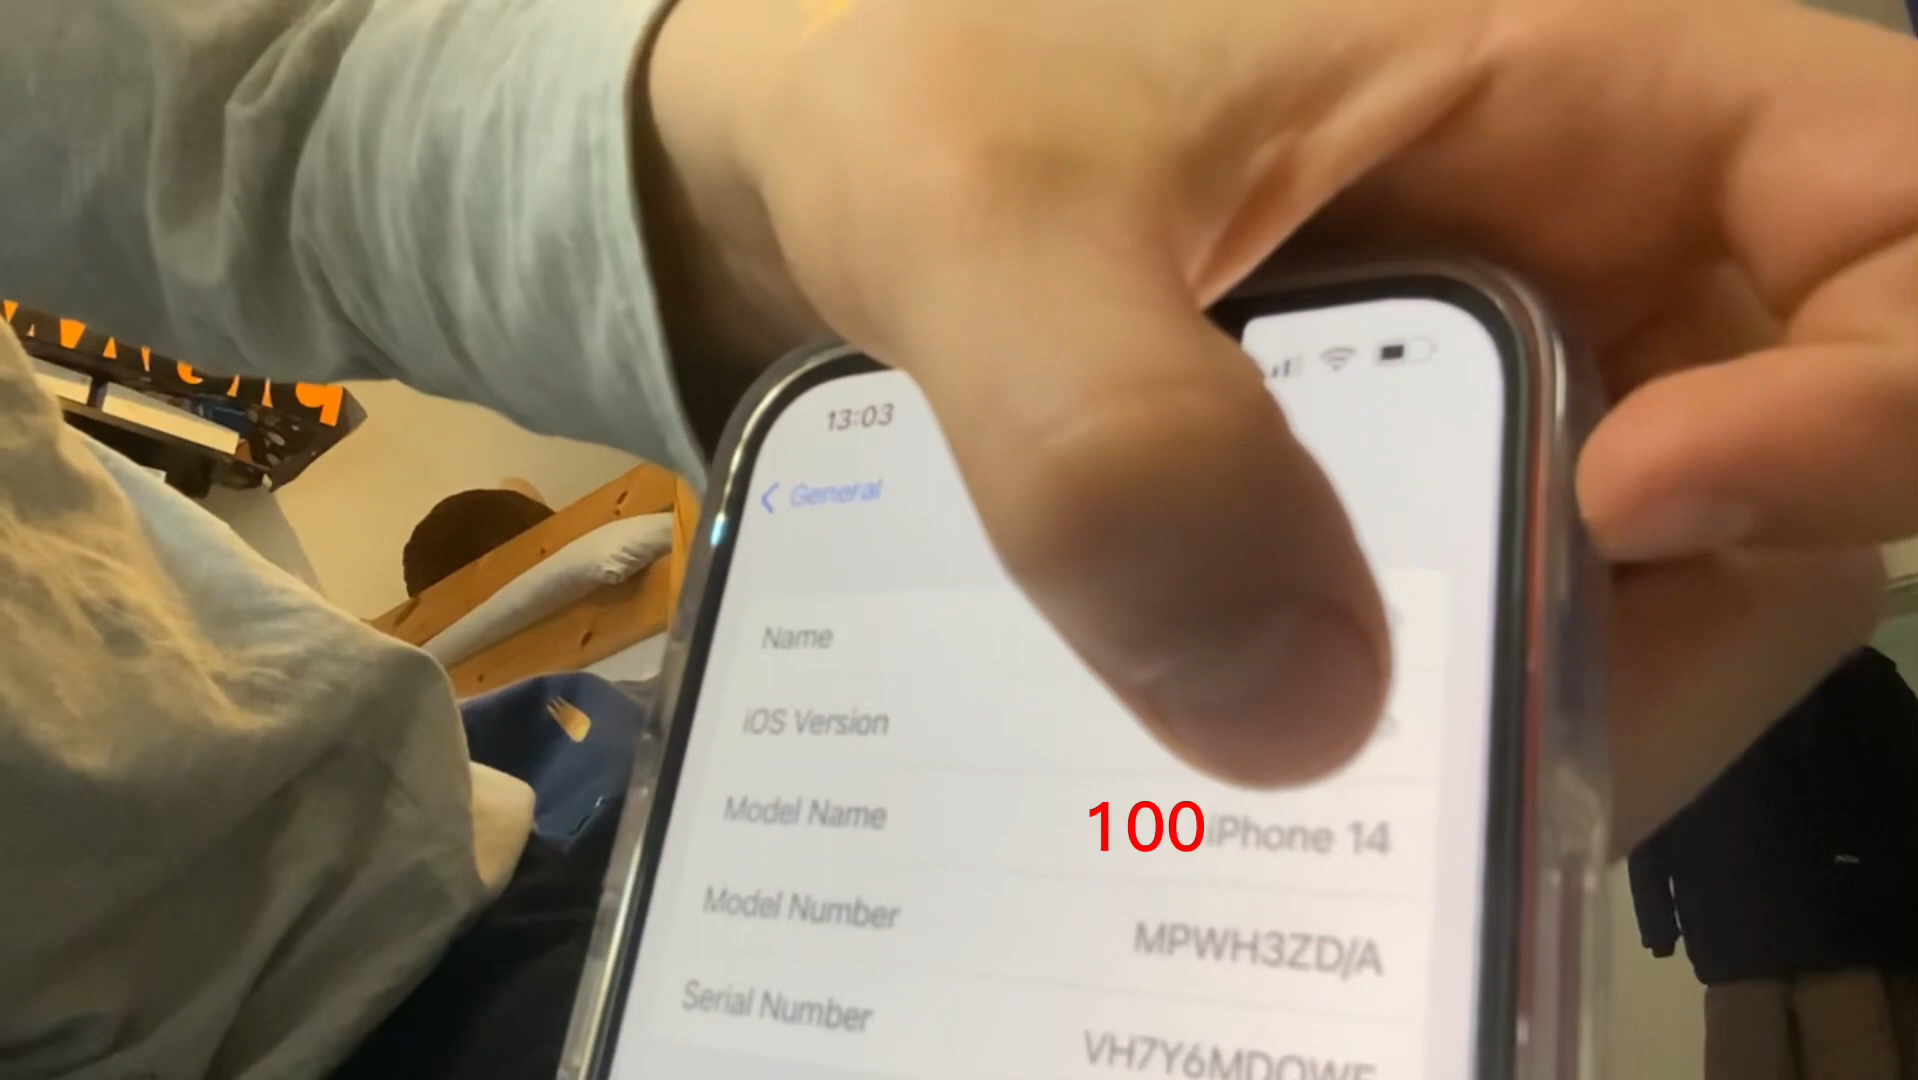 13:03
General
Name
iOS Version
Model Name 100 iPhone 14
Model Number MPWH3ZD/A
Serial Number